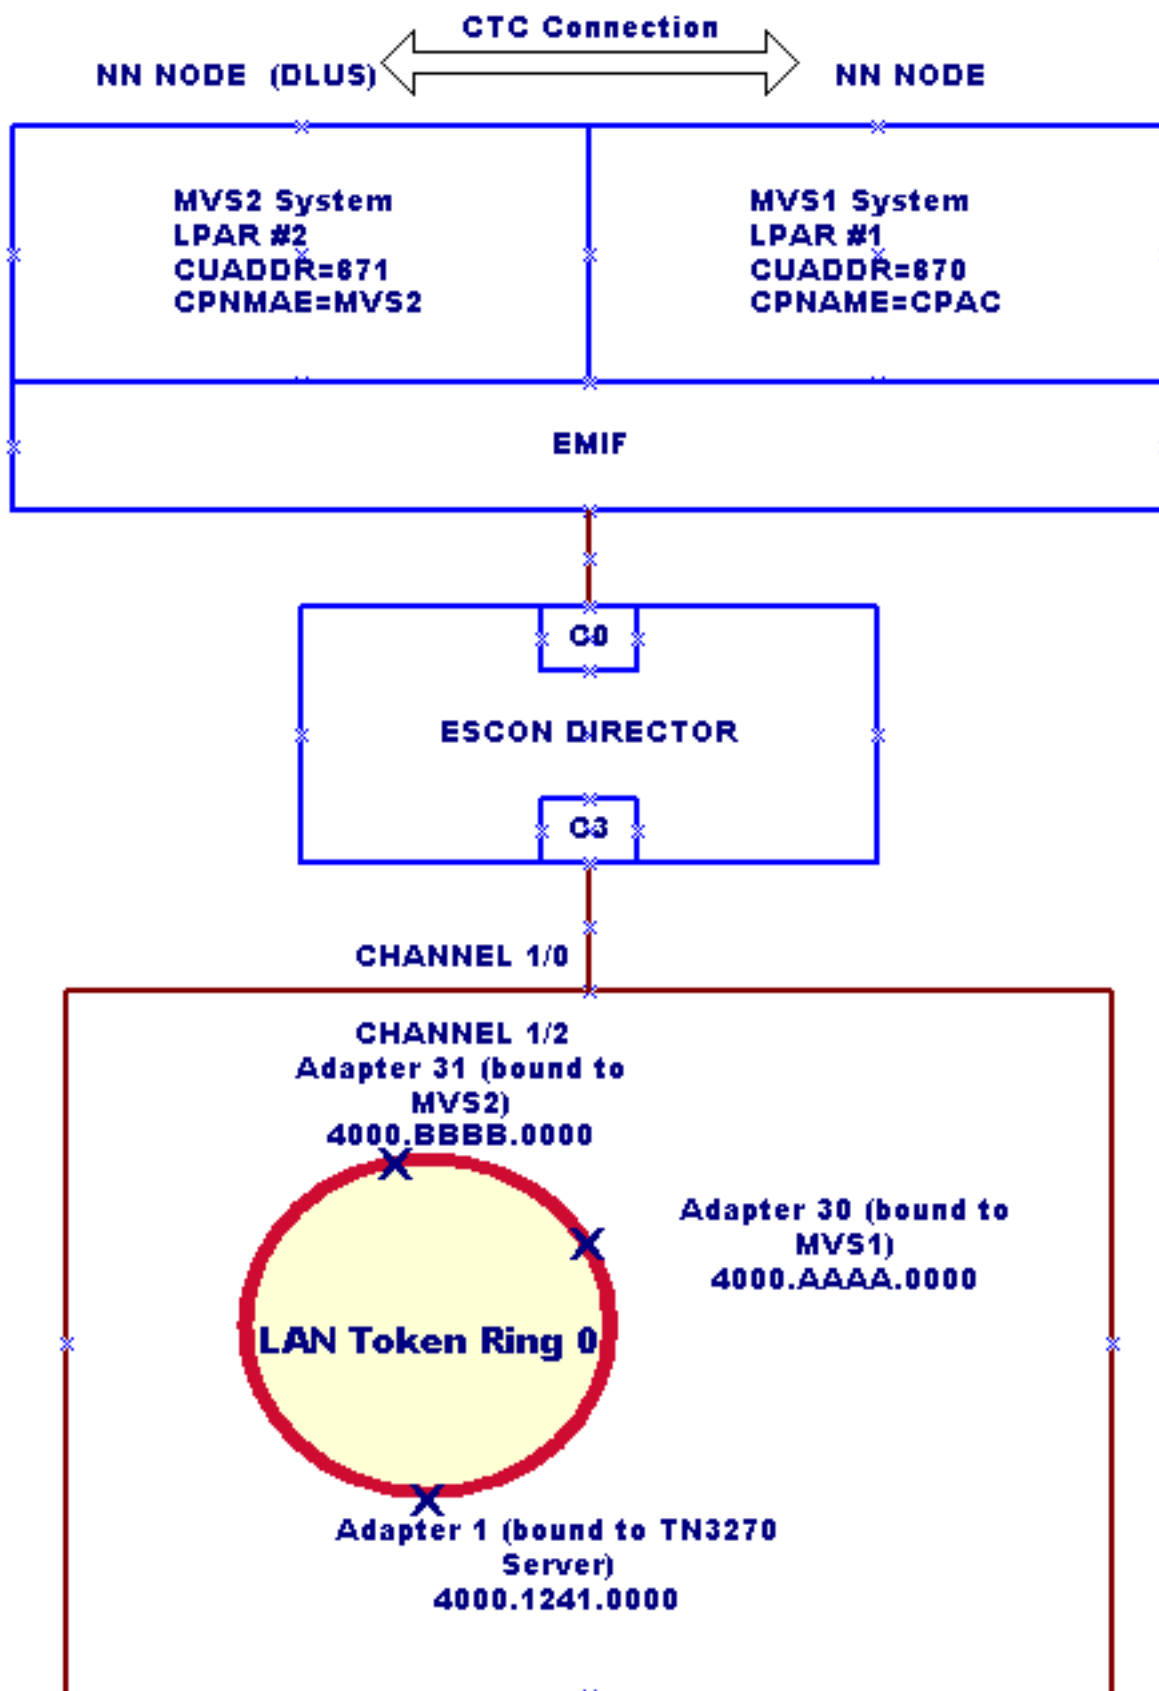 CTC Connection
NN NODE (DLUS)
NN NODE
MVS2 System
LPAR #2
CUADDR=671
CPNMAE=MVS2
MVS1 System
LPAR #1
CUADDR=670
CPNAME=CPAC
EMIF
C0
ESCON DIRECTOR
C3
CHANNEL 1/0
CHANNEL 1/2
Adapter 31 (bound to
MVS2)
4000.BBBB.0000
Adapter 30 (bound to
MVS1)
4000.AAAA.0000
LAN Token Ring 0
Adapter 1 (bound to TN3270
Server)
4000.1241.0000